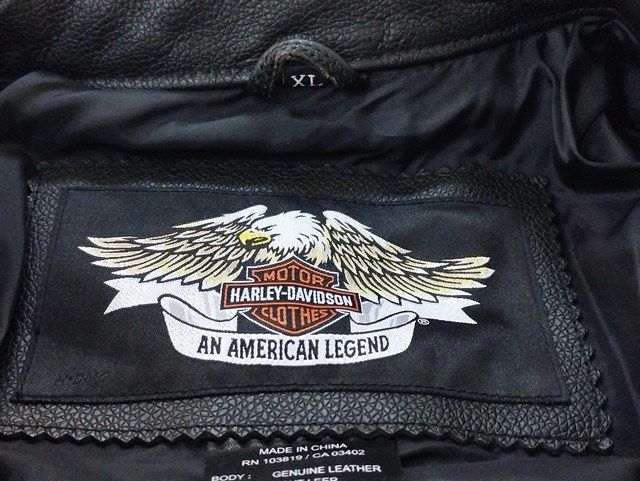 XL
MOTOR
HARLEY-DAVIDSON
CLOTHES
®
AN AMERICAN LEGEND
MADE IN CHINA
RN 103819 / CA 03402
BODY : GENUINE LEATHER